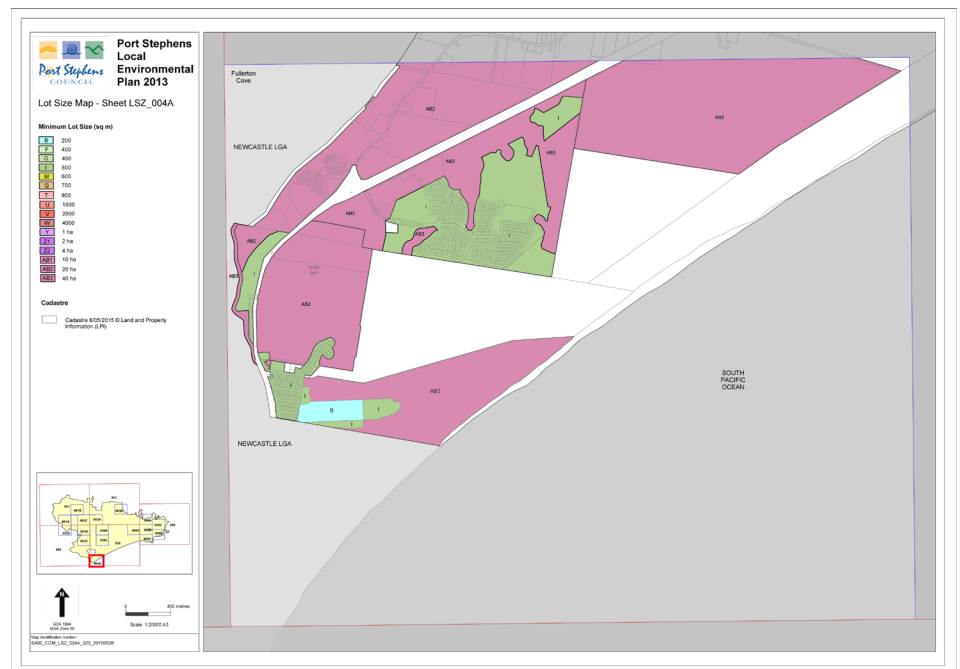 Port Stephens
Local
Environmental
Plan 2013
Port Stephens
COUNCIL
Lot Size Map - Sheet LSZ_004A
Minimum Lot Size (sq m)
B 200
F 400
G 450
I 500
M 600
Q 700
T 900
U 1000
V 2000
W 4000
Y 1 ha
Z1 2 ha
Z2 4 ha
AB1 10 ha
AB2 20 ha
AB3 40 ha
Cadastre
Cadastre 8/05/2015 © Land and Property
Information (LPI)
N
GDA 1994
MGA Zone 56
0 400 metres
Scale: 1:20000 A3
Map identification number:
6400_COM_LSZ_004A_020_20150508
Fullerton
Cove
NEWCASTLE LGA
AB2
AB2
AB3
AB3
I
AB3
I
AB3
I
AB2
AB3
I
AB2
I
I
AB3
B
I
I
NEWCASTLE LGA
SOUTH
PACIFIC
OCEAN